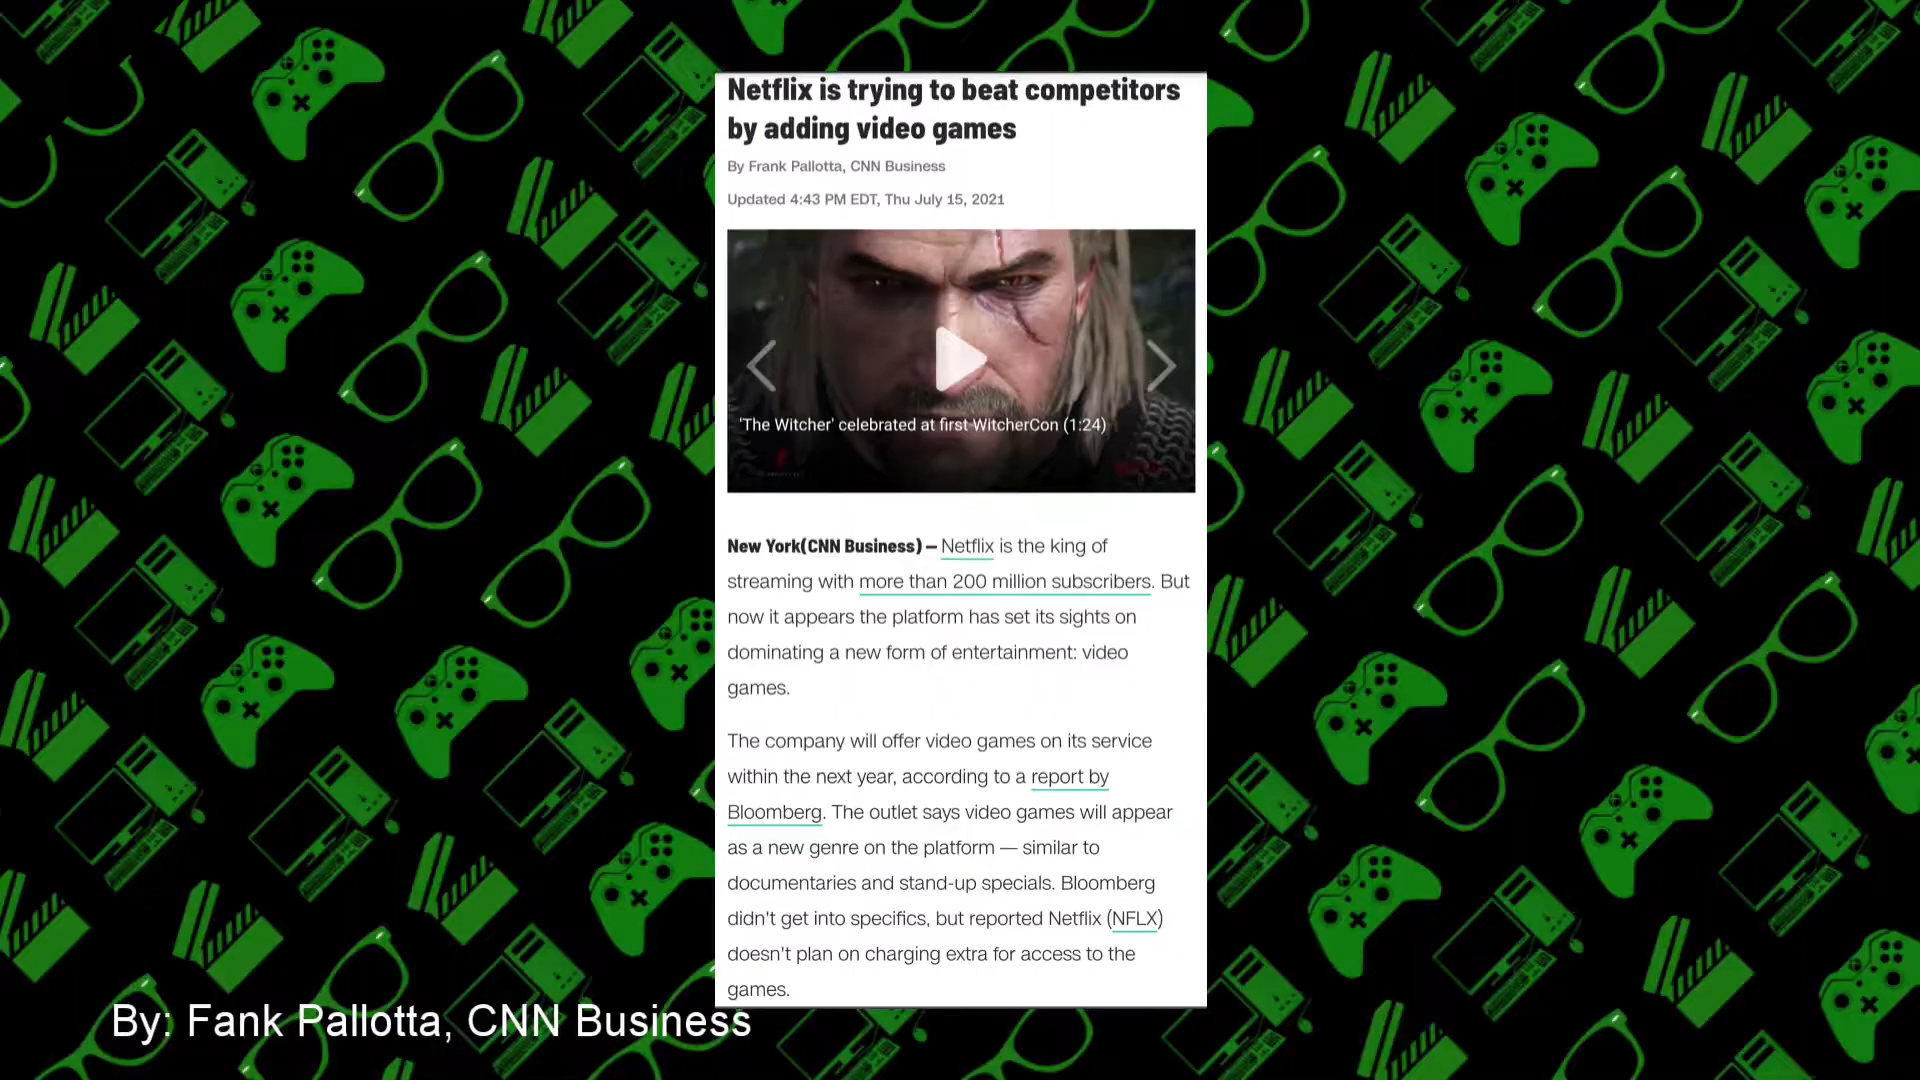 Netflix is trying to beat competitors
by adding video games
By Frank Pallotta, CNN Business
Updated 4:43 PM EDT, Thu July 15, 2021
'The Witcher' celebrated at first WitcherCon (1:24)
New York(CNN Business) — Netflix is the king of
streaming with more than 200 million subscribers. But
now it appears the platform has set its sights on
dominating a new form of entertainment: video
games.
The company will offer video games on its service
within the next year, according to a report by
Bloomberg. The outlet says video games will appear
as a new genre on the platform — similar to
documentaries and stand-up specials. Bloomberg
didn't get into specifics, but reported Netflix (NFLX)
doesn't plan on charging extra for access to the
games.
By: Fank Pallotta, CNN Business